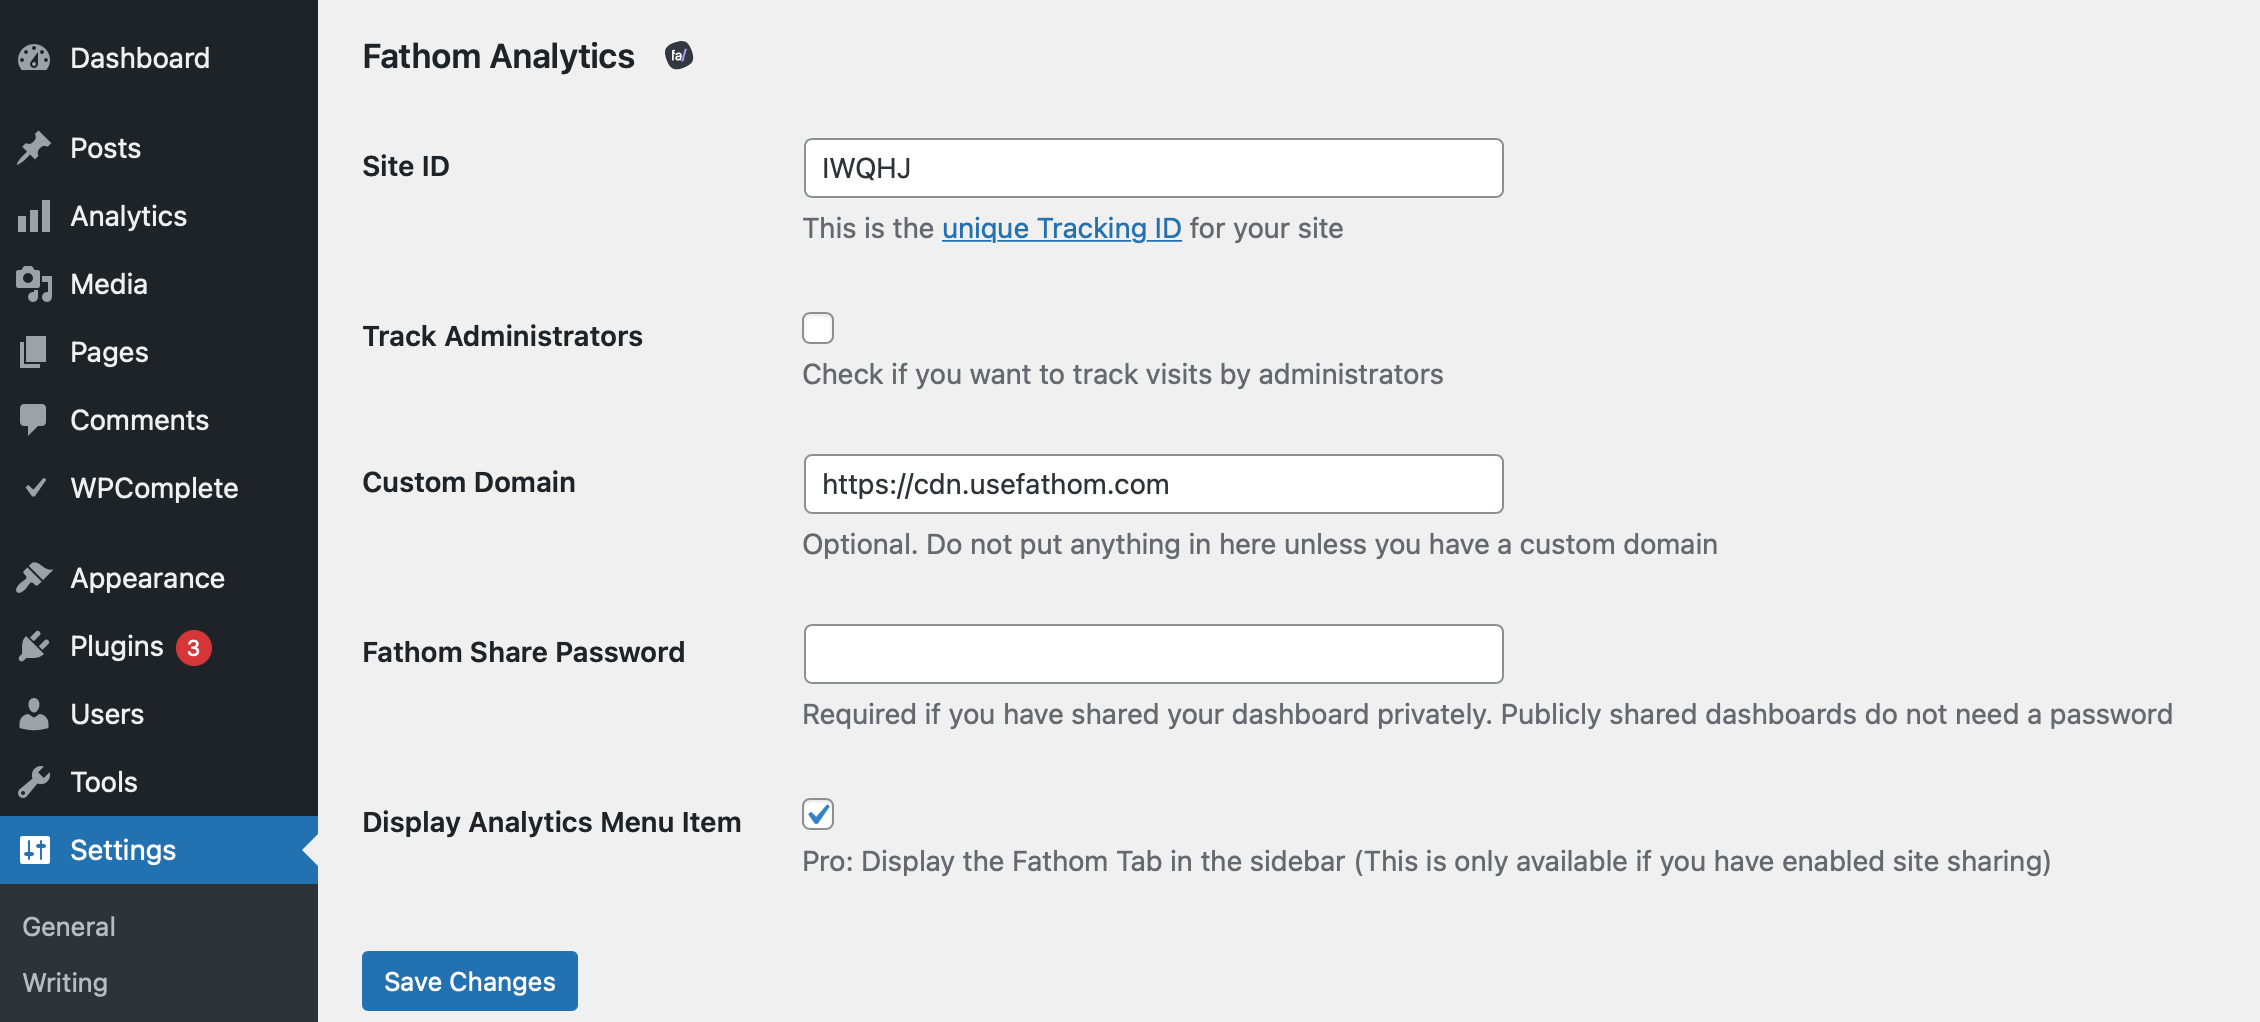 Dashboard
Posts
Analytics
Media
Pages
Comments
WPComplete
Appearance
Plugins 3
Users
Tools
Settings
General
Writing
Fathom Analytics fa/
Site ID
IWQHJ
This is the unique Tracking ID for your site
Track Administrators
Check if you want to track visits by administrators
Custom Domain
https://cdn.usefathom.com
Optional. Do not put anything in here unless you have a custom domain
Fathom Share Password
Required if you have shared your dashboard privately. Publicly shared dashboards do not need a password
Display Analytics Menu Item
Pro: Display the Fathom Tab in the sidebar (This is only available if you have enabled site sharing)
Save Changes